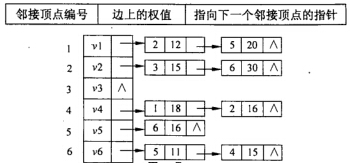 邻接顶点编号 边上的权值 指向下一个邻接顶点的指针
1 v1 2 12 5 20 ∧
2 v2 3 15 6 30 ∧
3 v3 ∧
4 v4 1 18 2 16 ∧
5 v5 6 16 ∧
6 v6 5 11 4 15 ∧